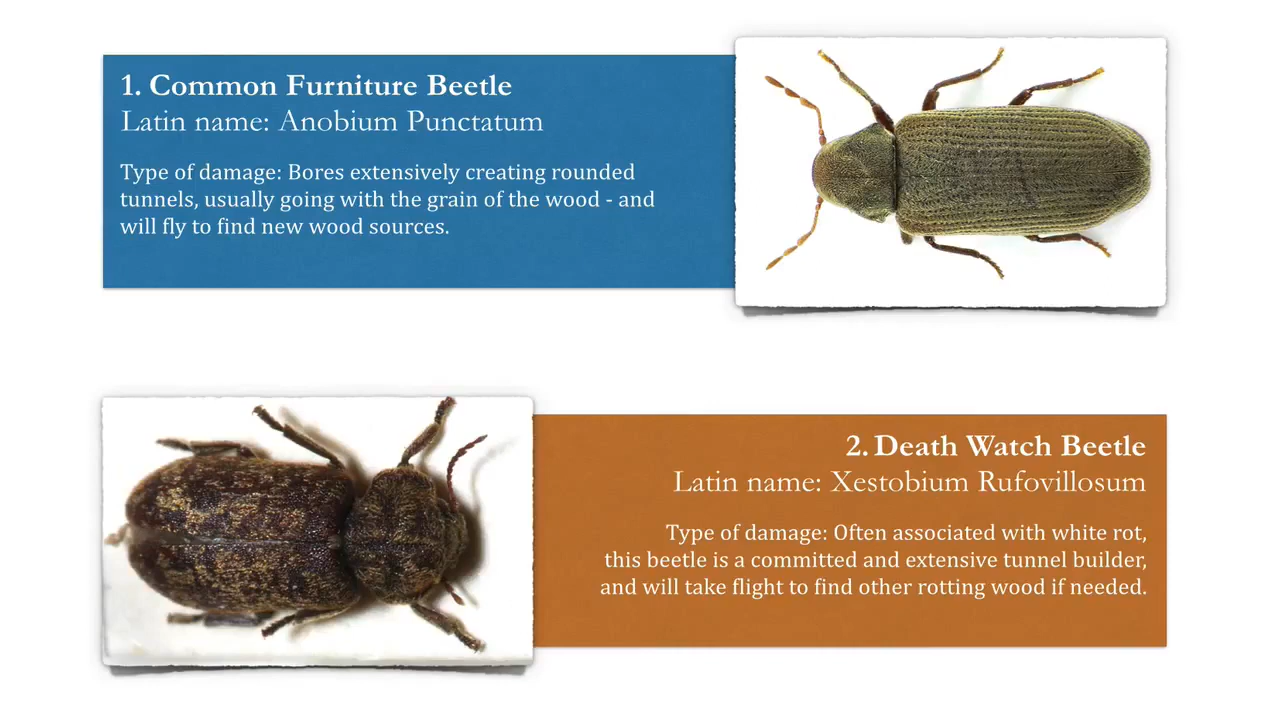 1. Common Furniture Beetle
Latin name: Anobium Punctatum
Type of damage: Bores extensively creating rounded
tunnels, usually going with the grain of the wood - and
will fly to find new wood sources.
2. Death Watch Beetle
Latin name: Xestobium Rufovillosum
Type of damage: Often associated with white rot,
this beetle is a committed and extensive tunnel builder,
and will take flight to find other rotting wood if needed.